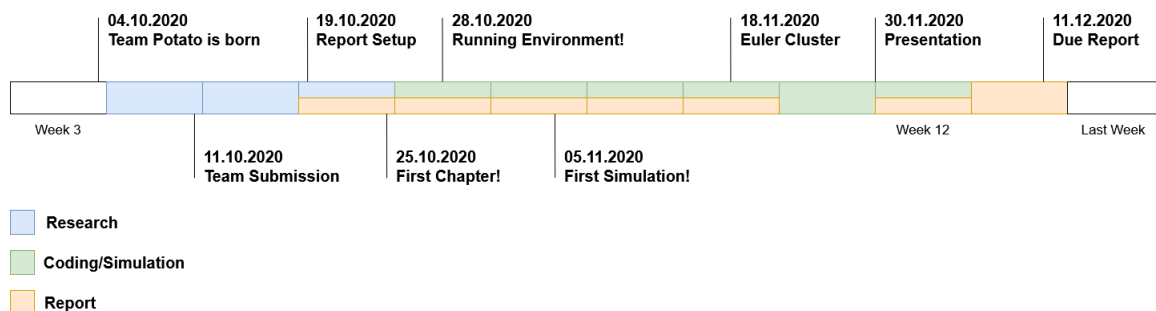 04.10.2020
Team Potato is born
19.10.2020
Report Setup
28.10.2020
Running Environment!
18.11.2020
Euler Cluster
30.11.2020
Presentation
11.12.2020
Due Report
Week 3
Week 12
Last Week
11.10.2020
Team Submission
25.10.2020
First Chapter!
05.11.2020
First Simulation!
Research
Coding/Simulation
Report